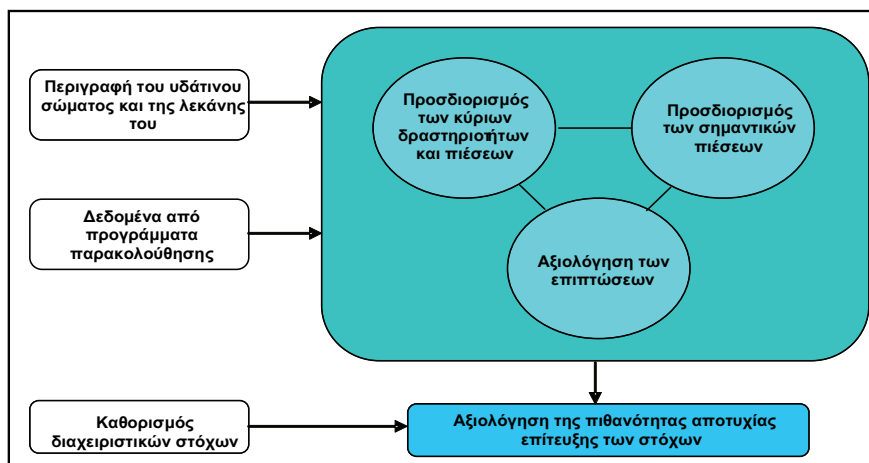 Περιγραφή του υδάτινου
σώματος και της λεκάνης
του
Προσδιορισμός
των κύριων
δραστηριοτήτων
και πιέσεων
Προσδιορισμός
των σημαντικών
πιέσεων
Δεδομένα από
προγράμματα
παρακολούθησης
Αξιολόγηση των
επιπτώσεων
Καθορισμός
διαχειριστικών στόχων
Αξιολόγηση της πιθανότητας αποτυχίας
επίτευξης των στόχων